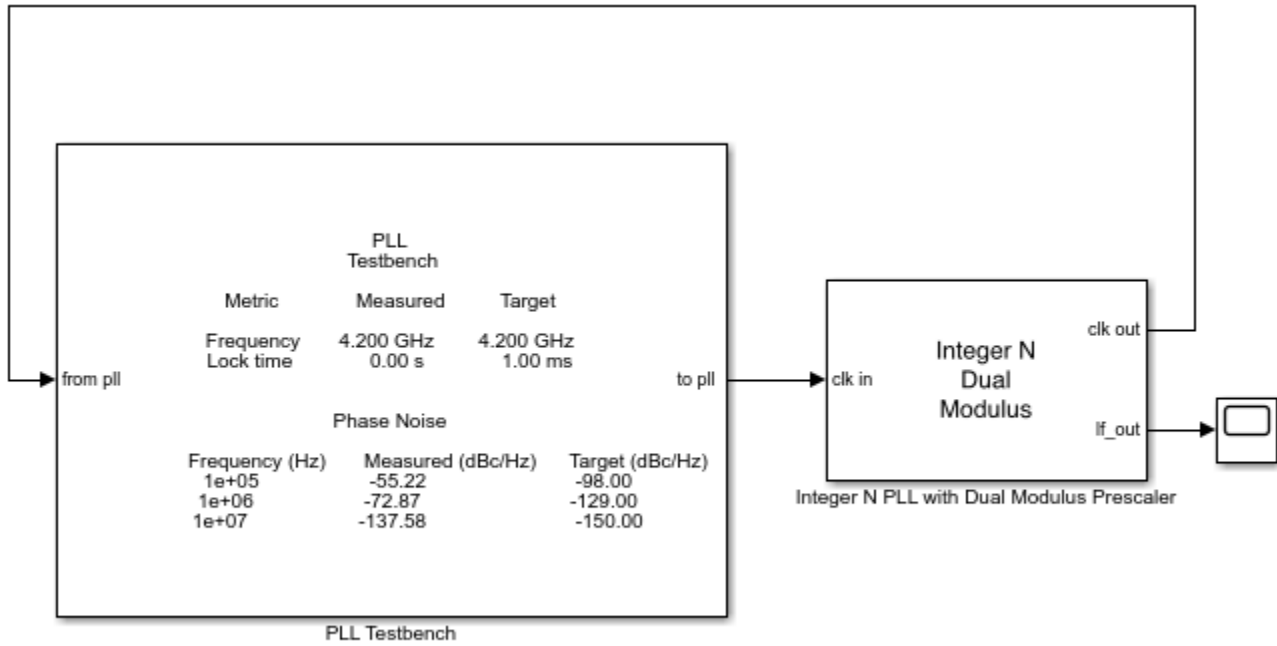 PLL
Testbench
Metric Measured Target
Frequency 4.200 GHz 4.200 GHz
Lock time 0.00 s 1.00 ms
from pll
to pll
Phase Noise
Frequency (Hz) Measured (dBc/Hz) Target (dBc/Hz)
1e+05 -55.22 -98.00
1e+06 -72.87 -129.00
1e+07 -137.58 -150.00
PLL Testbench
clk in
Integer N
Dual
Modulus
clk out
lf_out
Integer N PLL with Dual Modulus Prescaler